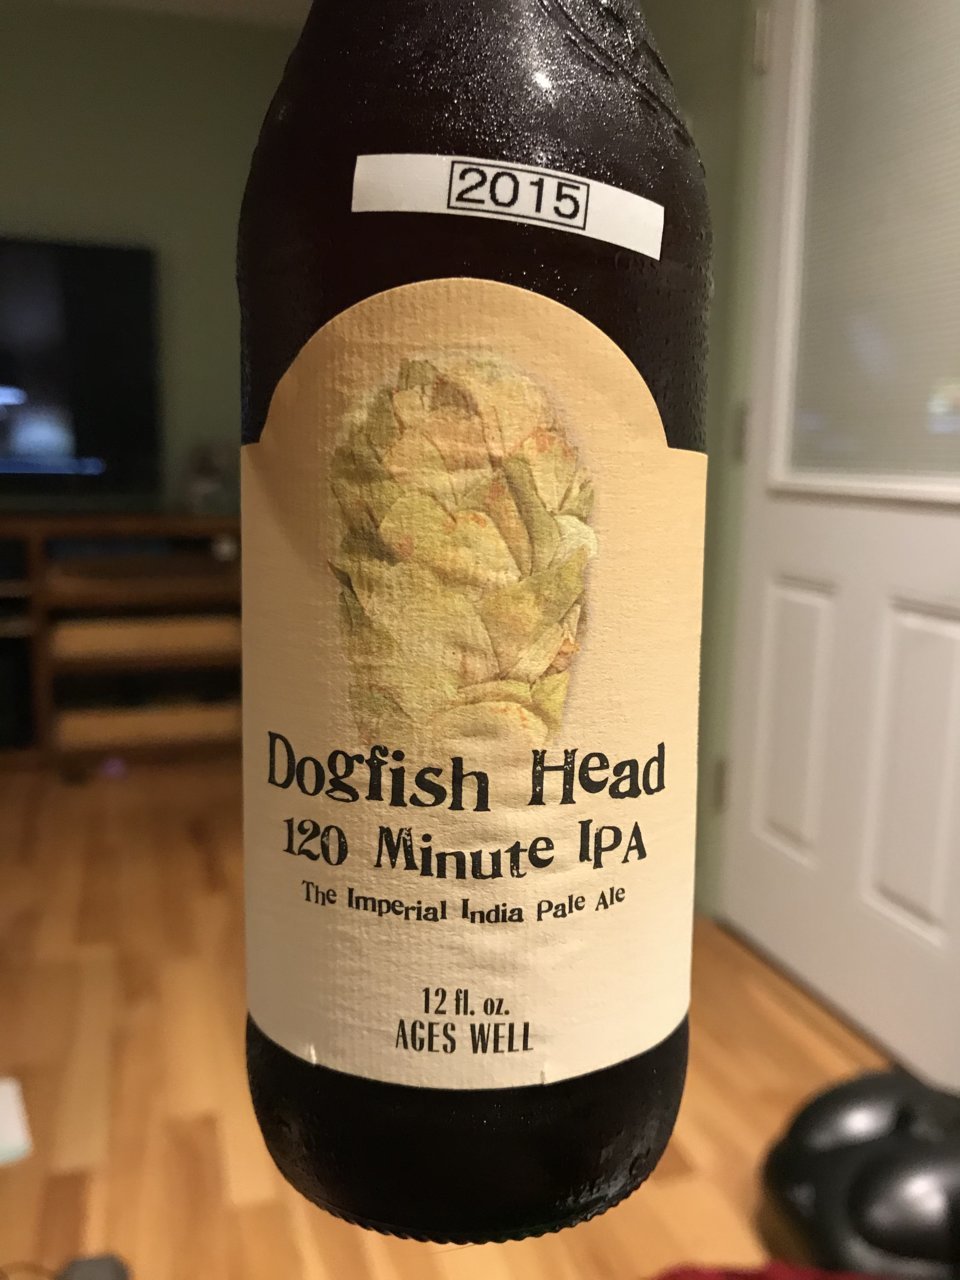 2015
Dogfish Head
120 Minute IPA
The Imperial India Pale Ale
12 fl. oz.
AGES WELL